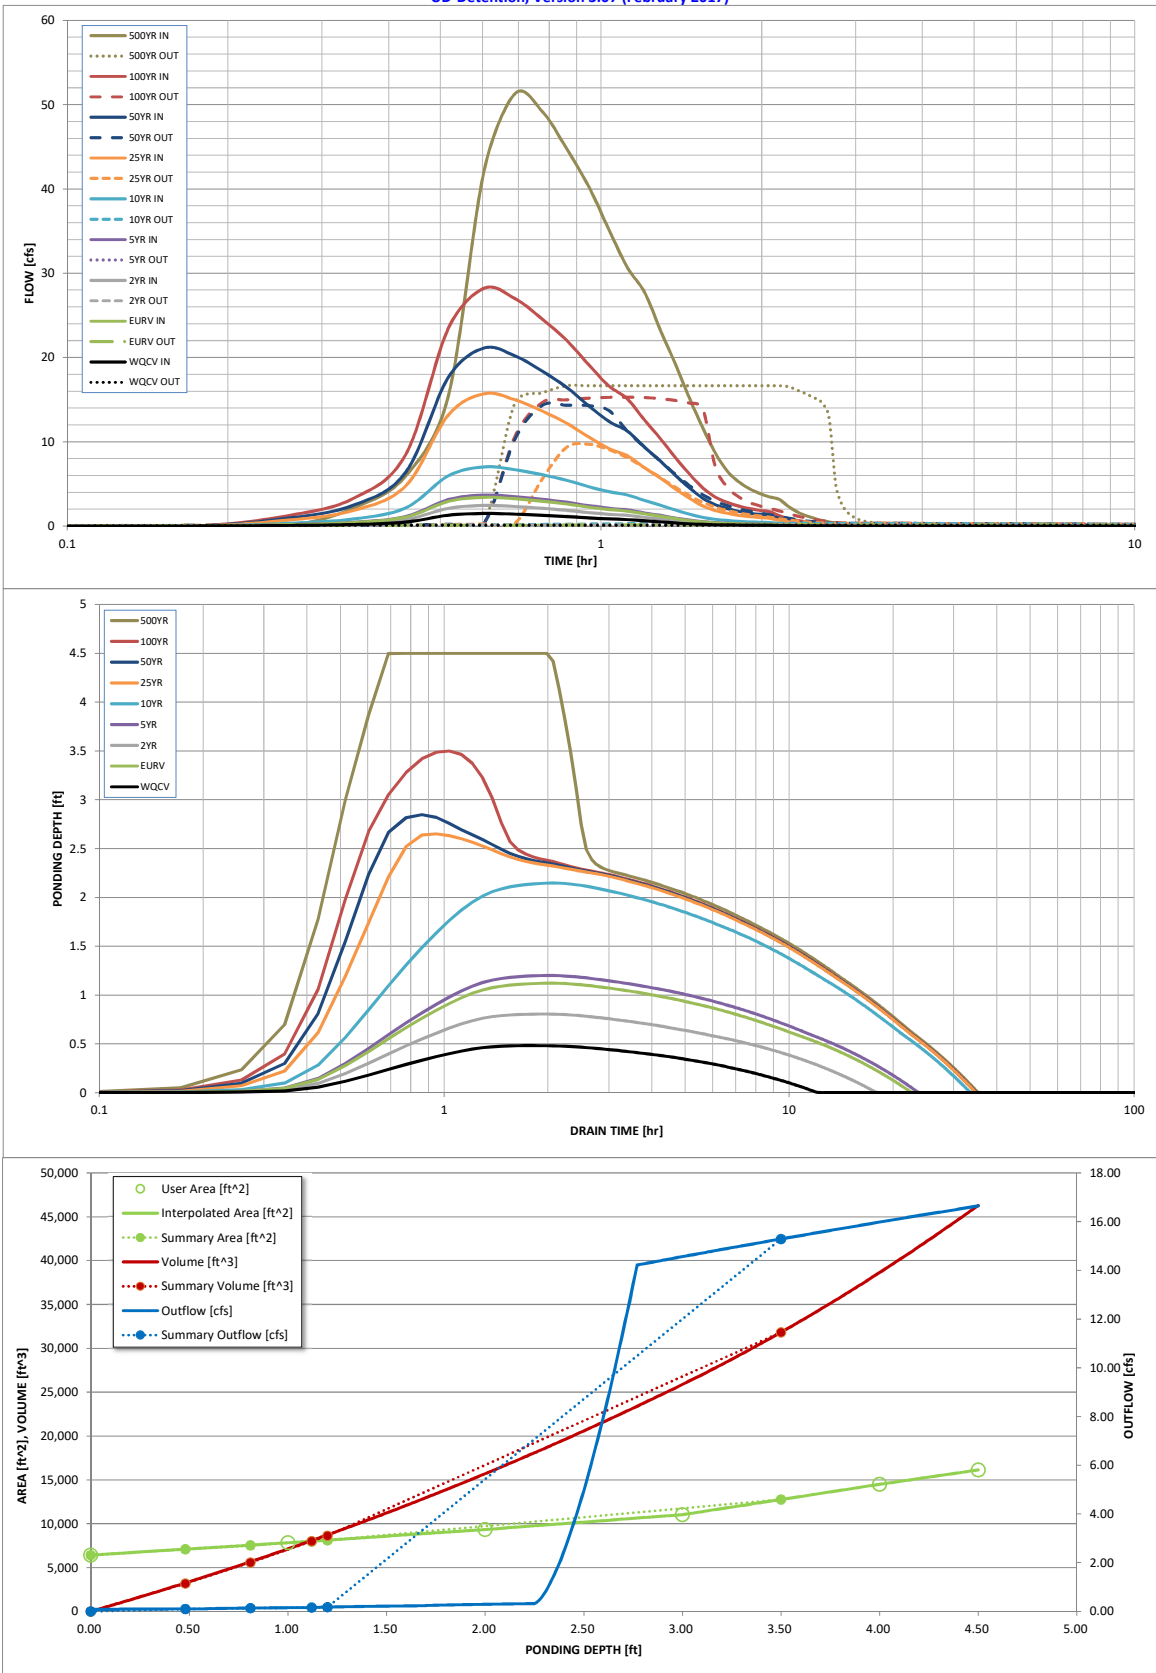 UD-Detention, Version 3.07 (February 2017)
60
50
40
30
20
10
0
FLOW [cfs]
500YR IN
500YR OUT
100YR IN
100YR OUT
50YR IN
50YR OUT
25YR IN
25YR OUT
10YR IN
10YR OUT
5YR IN
5YR OUT
2YR IN
2YR OUT
EURV IN
EURV OUT
WQCV IN
WQCV OUT
0.1 1 10
TIME [hr]
5
4.5
4
3.5
3
2.5
2
1.5
1
0.5
0
PONDING DEPTH [ft]
500YR
100YR
50YR
25YR
10YR
5YR
2YR
EURV
WQCV
0.1 1 10 100
DRAIN TIME [hr]
50,000
45,000
40,000
35,000
30,000
25,000
20,000
15,000
10,000
5,000
0
AREA [ft^2], VOLUME [ft^3]
User Area [ft^2]
Interpolated Area [ft^2]
Summary Area [ft^2]
Volume [ft^3]
Summary Volume [ft^3]
Outflow [cfs]
Summary Outflow [cfs]
18.00
16.00
14.00
12.00
10.00
8.00
6.00
4.00
2.00
0.00
OUTFLOW [cfs]
0.00 0.50 1.00 1.50 2.00 2.50 3.00 3.50 4.00 4.50 5.00
PONDING DEPTH [ft]